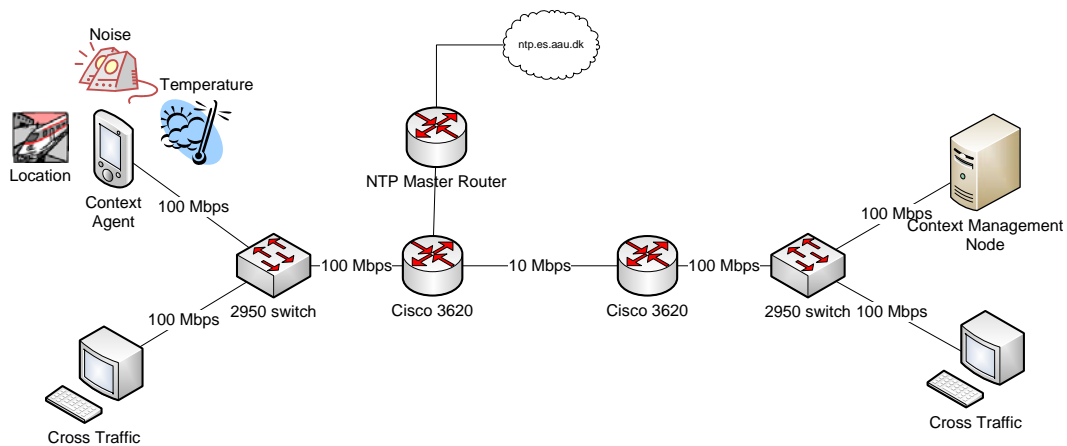 Noise
ntp.es.aau.dk
Temperature
Location
Context
Agent
NTP Master Router
100 Mbps
100 Mbps
Context Management
Node
100 Mbps
10 Mbps
100 Mbps
2950 switch
Cisco 3620
Cisco 3620
2950 switch
100 Mbps
100 Mbps
Cross Traffic
Cross Traffic